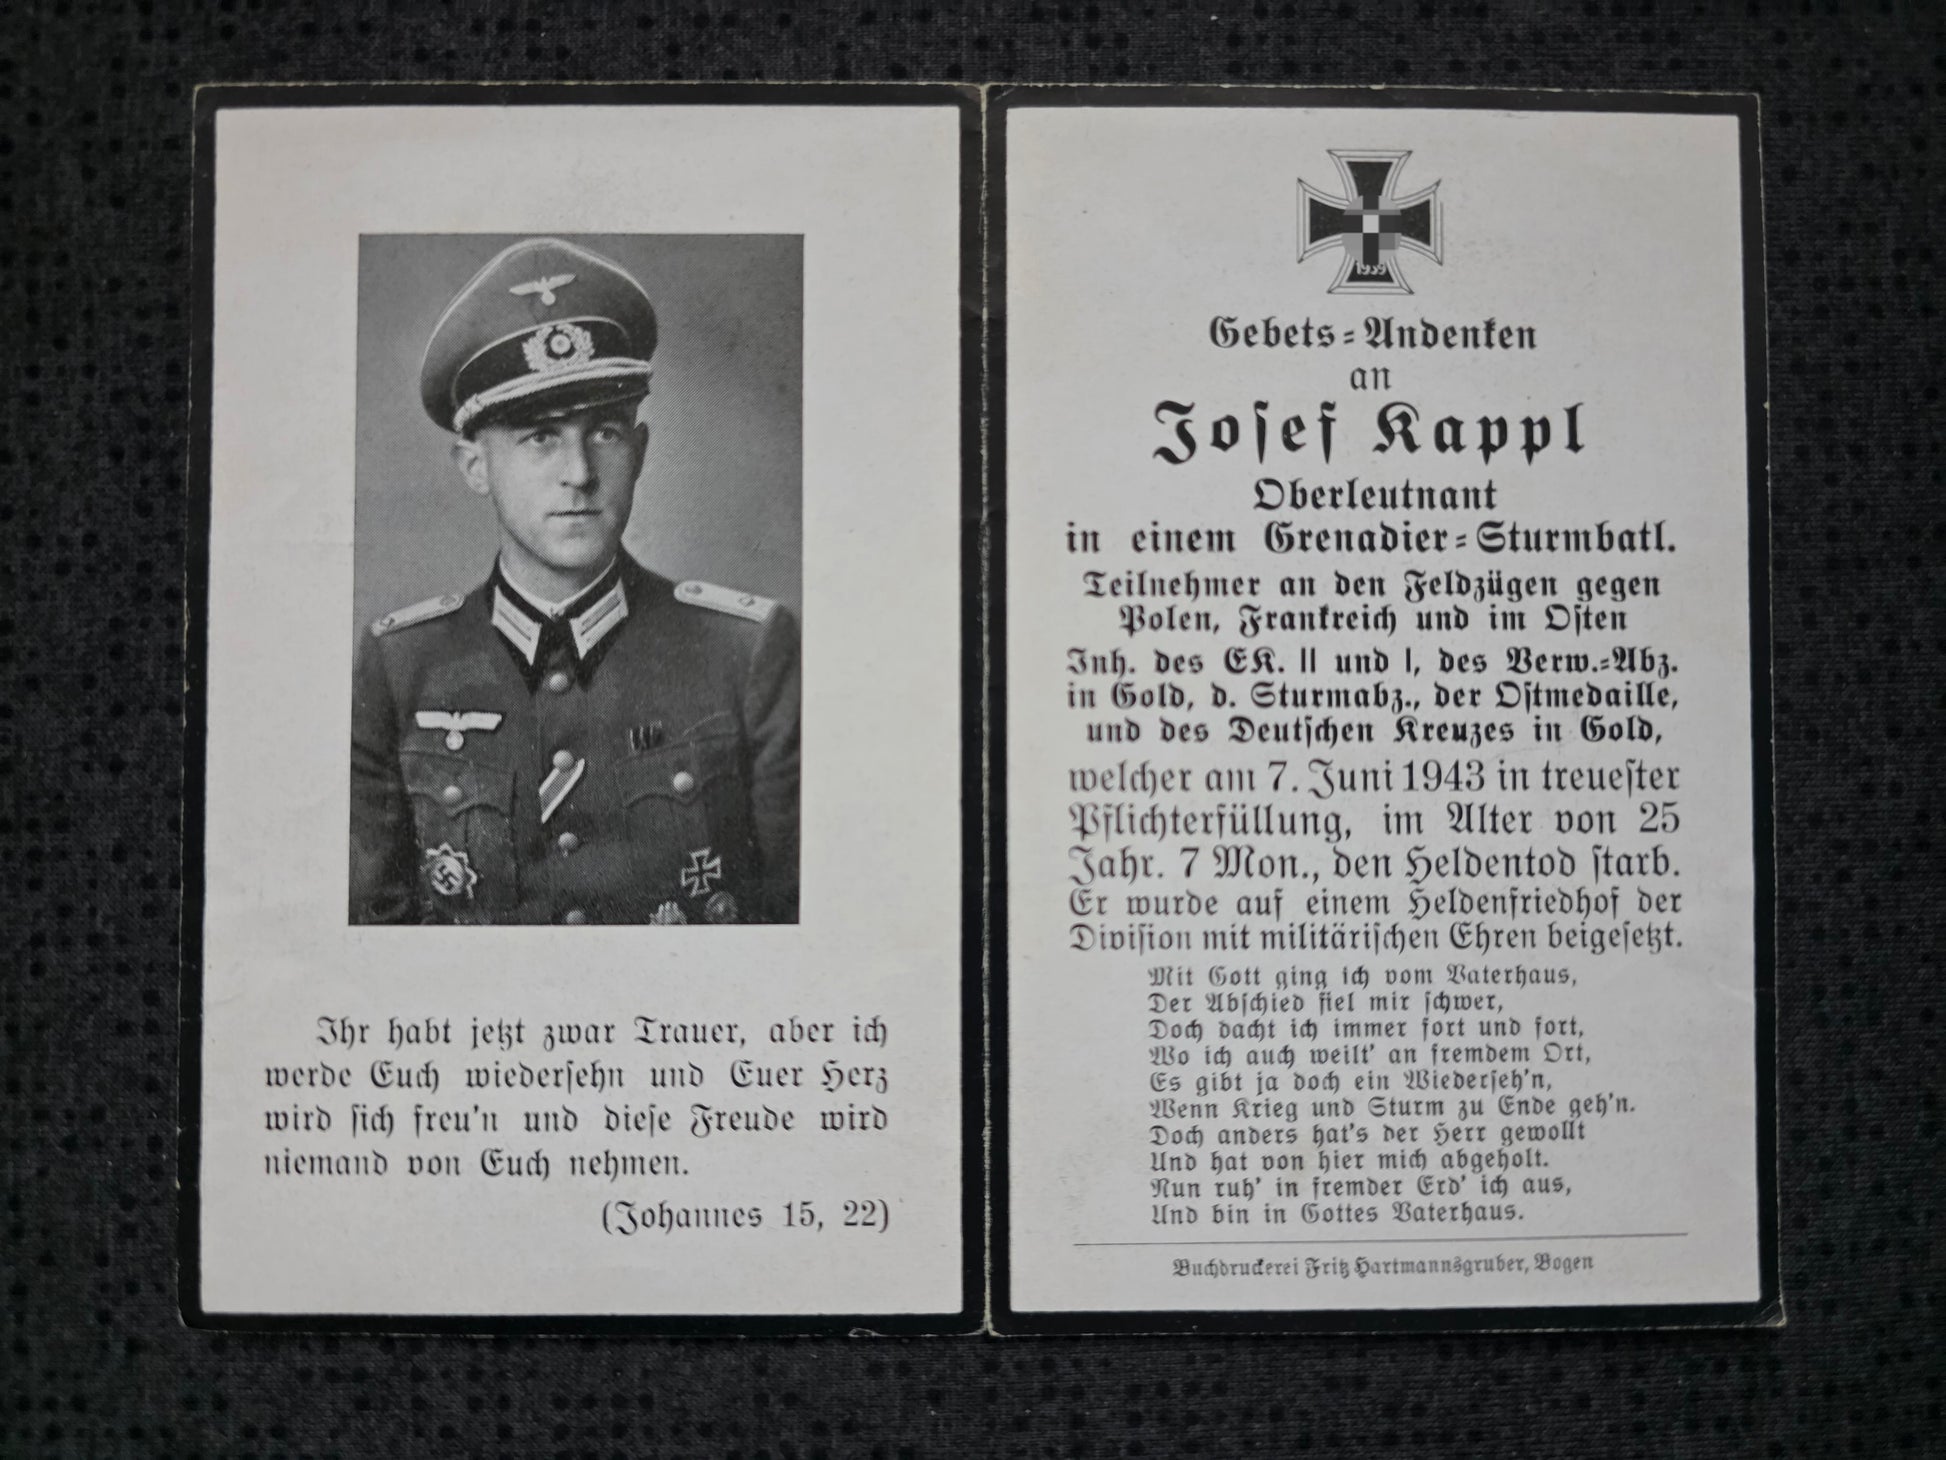 Ihr habt jetzt zwar Trauer, aber ich
werde Euch wiedersehn und Euer Herz
wird sich freu'n und diese Freude wird
niemand von Euch nehmen.
(Johannes 15, 22)
1939
Gebets-Andenken
an
Josef Kappl
Oberleutnant
in einem Grenadier-Sturmbatl.
Teilnehmer an den Feldzügen gegen
Polen, Frankreich und im Osten
Inh. des EK. II und I, des Verw.-Abz.
in Gold, d. Sturmabz., der Ostmedaille,
und des Deutschen Kreuzes in Gold,
welcher am 7. Juni 1943 in treuester
Pflichterfüllung, im Alter von 25
Jahr. 7 Mon., den Heldentod starb.
Er wurde auf einem Heldenfriedhof der
Division mit militärischen Ehren beigesetzt.
Mit Gott ging ich vom Vaterhaus,
Der Abschied fiel mir schwer,
Doch dacht ich immer fort und fort,
Wo ich auch weilt' an fremdem Ort,
Es gibt ja doch ein Wiederseh'n,
Wenn Krieg und Sturm zu Ende geh'n.
Doch anders hat's der Herr gewollt
Und hat von hier mich abgeholt.
Nun ruh' in fremder Erd' ich aus,
Und bin in Gottes Vaterhaus.
Buchdruckerei Fritz Hartmannsgruber, Bogen